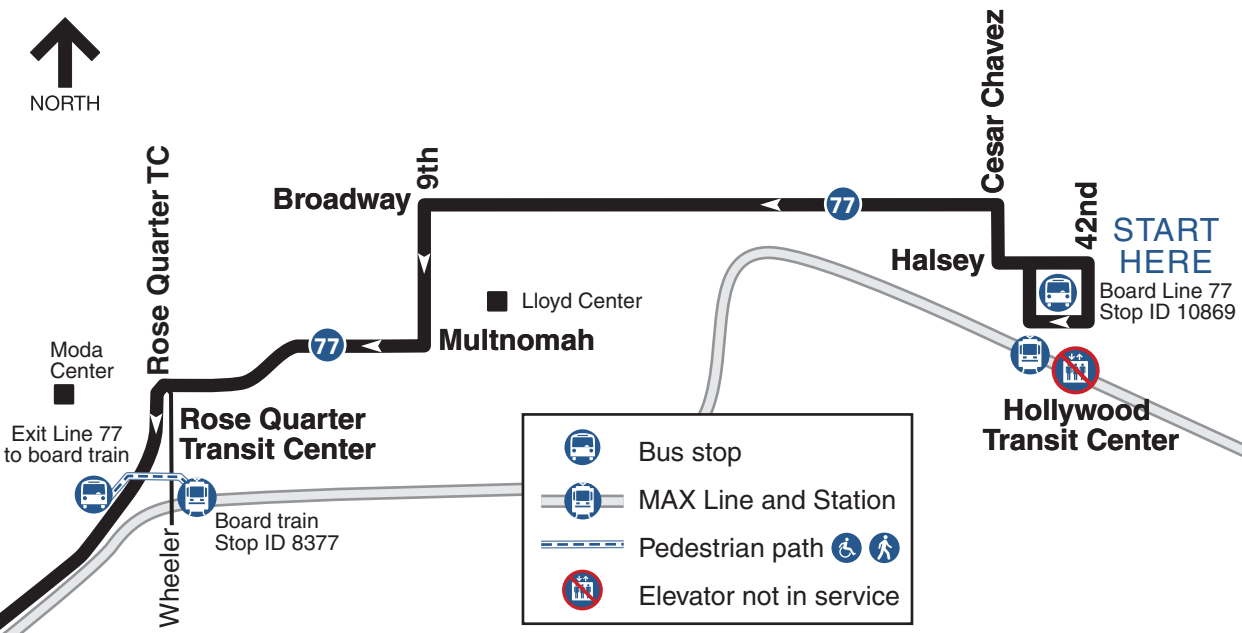 NORTH
Rose Quarter TC
Broadway
9th
77
Cesar Chavez
42nd
Halsey
START
HERE
Board Line 77
Stop ID 10869
Lloyd Center
Multnomah
77
Moda
Center
Exit Line 77
to board train
Rose Quarter
Transit Center
Board train
Stop ID 8377
Wheeler
Hollywood
Transit Center
Bus stop
MAX Line and Station
Pedestrian path
Elevator not in service